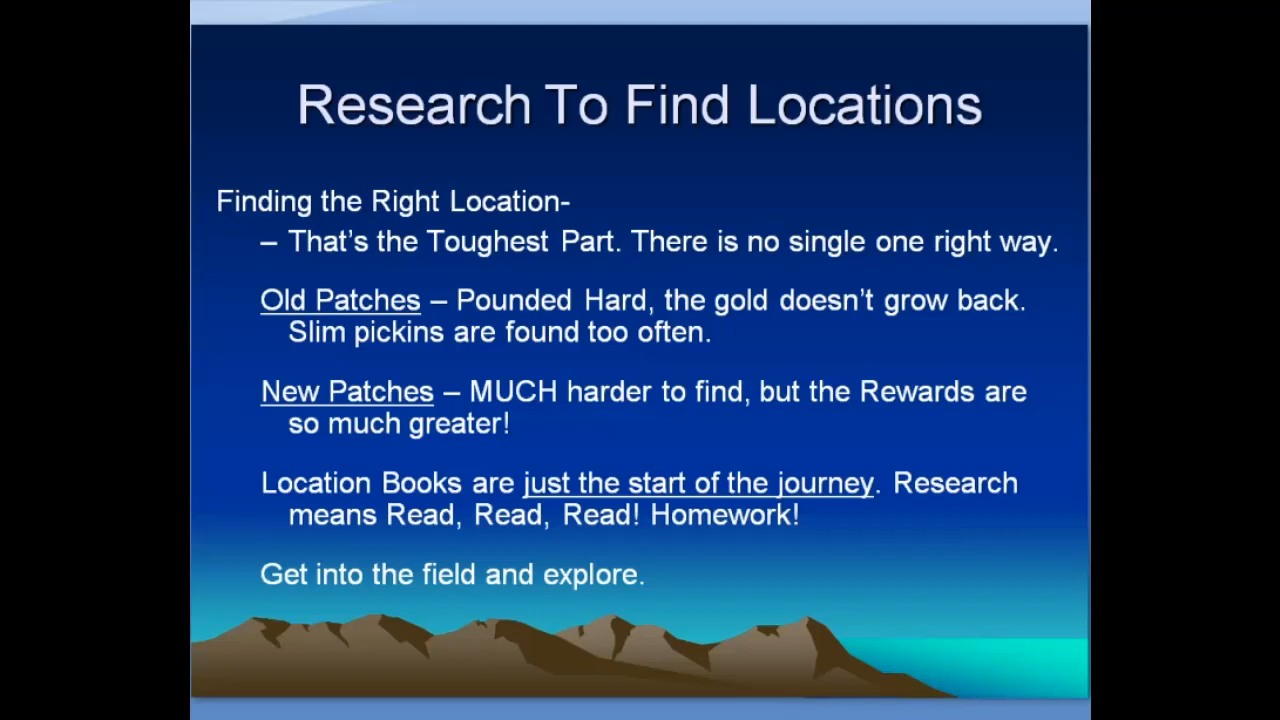 Research To Find Locations
Finding the Right Location-
– That's the Toughest Part. There is no single one right way.
Old Patches – Pounded Hard, the gold doesn't grow back.
Slim pickins are found too often.
New Patches – MUCH harder to find, but the Rewards are
so much greater!
Location Books are just the start of the journey. Research
means Read, Read, Read! Homework!
Get into the field and explore.